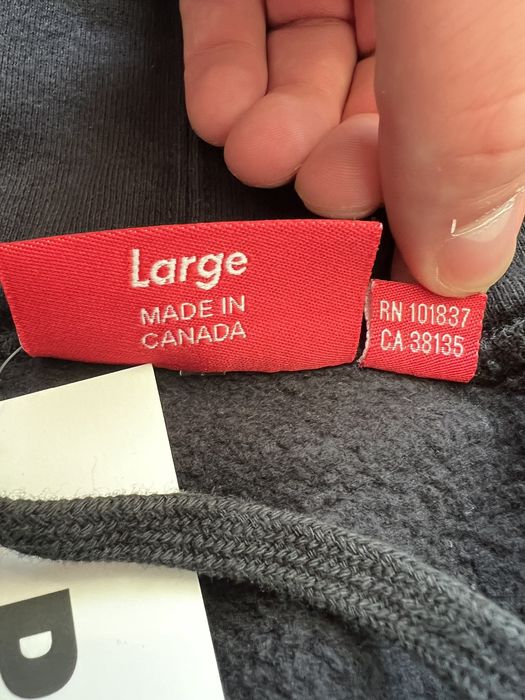 Large
MADE IN
CANADA
RN 101837
CA 38135
D